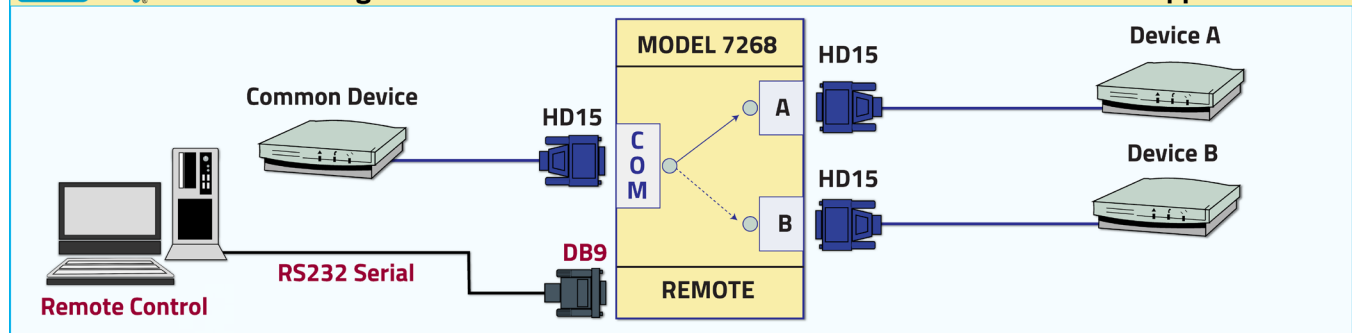 MODEL 7268
Device A
HD15
Common Device
HD15
A
C
O
M
Device B
HD15
B
DB9
RS232 Serial
REMOTE
Remote Control